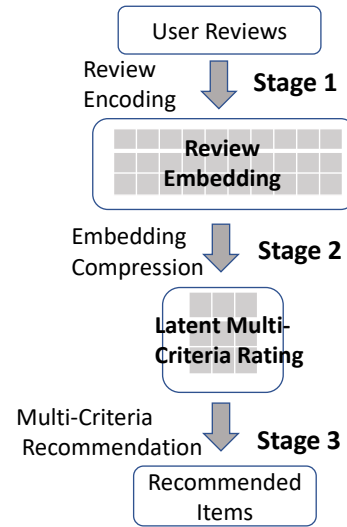 User Reviews
Review
Encoding
Stage 1
Review
Embedding
Embedding
Compression
Stage 2
Latent Multi-
Criteria Rating
Multi-Criteria
Recommendation
Stage 3
Recommended
Items